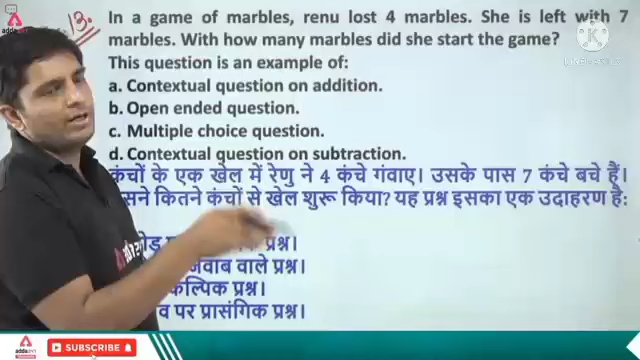 13.
In a game of marbles, renu lost 4 marbles. She is left with 7
marbles. With how many marbles did she start the game?
This question is an example of:
a. Contextual question on addition.
b. Open ended question.
c. Multiple choice question.
d. Contextual question on subtraction.
कंचों के एक खेल में रेणु ने 4 कंचे गंवाए। उसके पास 7 कंचे बचे हैं।
कितने कंचों से खेल शुरू किया? यह प्रश्न इसका एक उदाहरण है:
प्रश्न।
वाले प्रश्न।
प्रश्न।
पर प्रासंगिक प्रश्न।
adda247
SUBSCRIBE